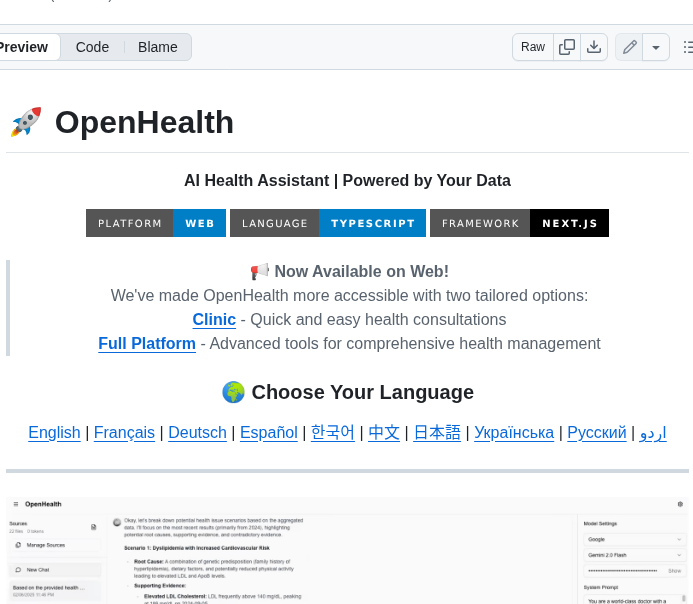 Preview Code Blame Raw
OpenHealth
AI Health Assistant | Powered by Your Data
PLATFORM WEB LANGUAGE TYPESCRIPT FRAMEWORK NEXT.JS
Now Available on Web!
We've made OpenHealth more accessible with two tailored options:
Clinic - Quick and easy health consultations
Full Platform - Advanced tools for comprehensive health management
Choose Your Language
English | Français | Deutsch | Español | 한국어 | 中文 | 日本語 | Українська | Русский | اردو
OpenHealth
Sources
Manage Sources
New Chat
Based on the provided health ...
Okay, let's break down potential health issue scenarios based on the aggregated
data. I'll focus on the most recent results (primarily from 2024), highlighting
potential root causes, supporting evidence, and contradictory evidence.
Scenario 1: Dyslipidemia with Increased Cardiovascular Risk
Root Cause: A combination of genetic predisposition (family history of
hyperlipidemia), dietary factors, and potentially reduced physical activity
leading to elevated LDL and ApoB levels.
Supporting Evidence:
Elevated LDL Cholesterol: LDL frequently above 140 mg/dL, peaking
Model Settings
Google
Gemini 2.0 Flash
Show
System Prompt
You are a world-class doctor with a